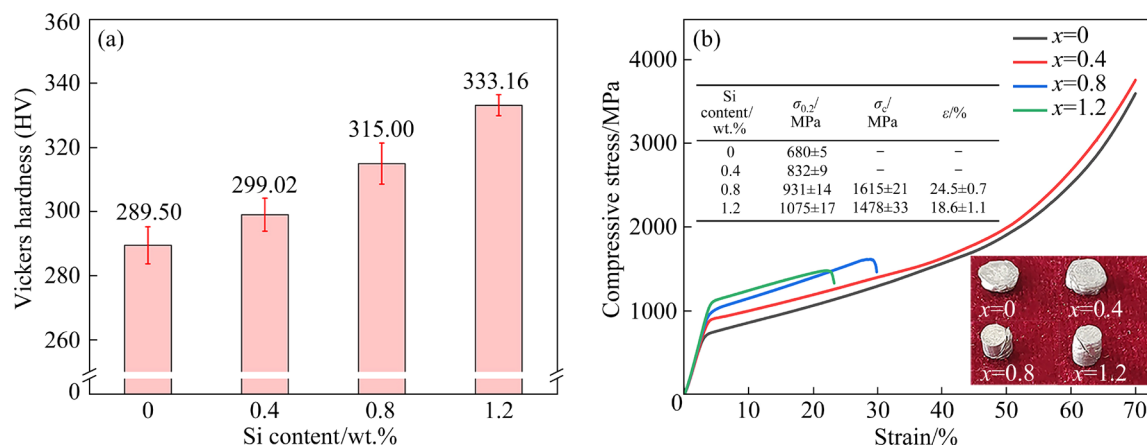 (a)
Vickers hardness (HV)
360
340
320
300
280
260
0
289.50
299.02
315.00
333.16
0 0.4 0.8 1.2
Si content/wt.%
(b)
Compressive stress/MPa
4000
3000
2000
1000
0
x=0
x=0.4
x=0.8
x=1.2
Si content/wt.% σ0.2/MPa σc/MPa ε/%
0 680±5 − −
0.4 832±9 − −
0.8 931±14 1615±21 24.5±0.7
1.2 1075±17 1478±33 18.6±1.1
x=0 x=0.4
x=0.8 x=1.2
0 10 20 30 40 50 60 70
Strain/%